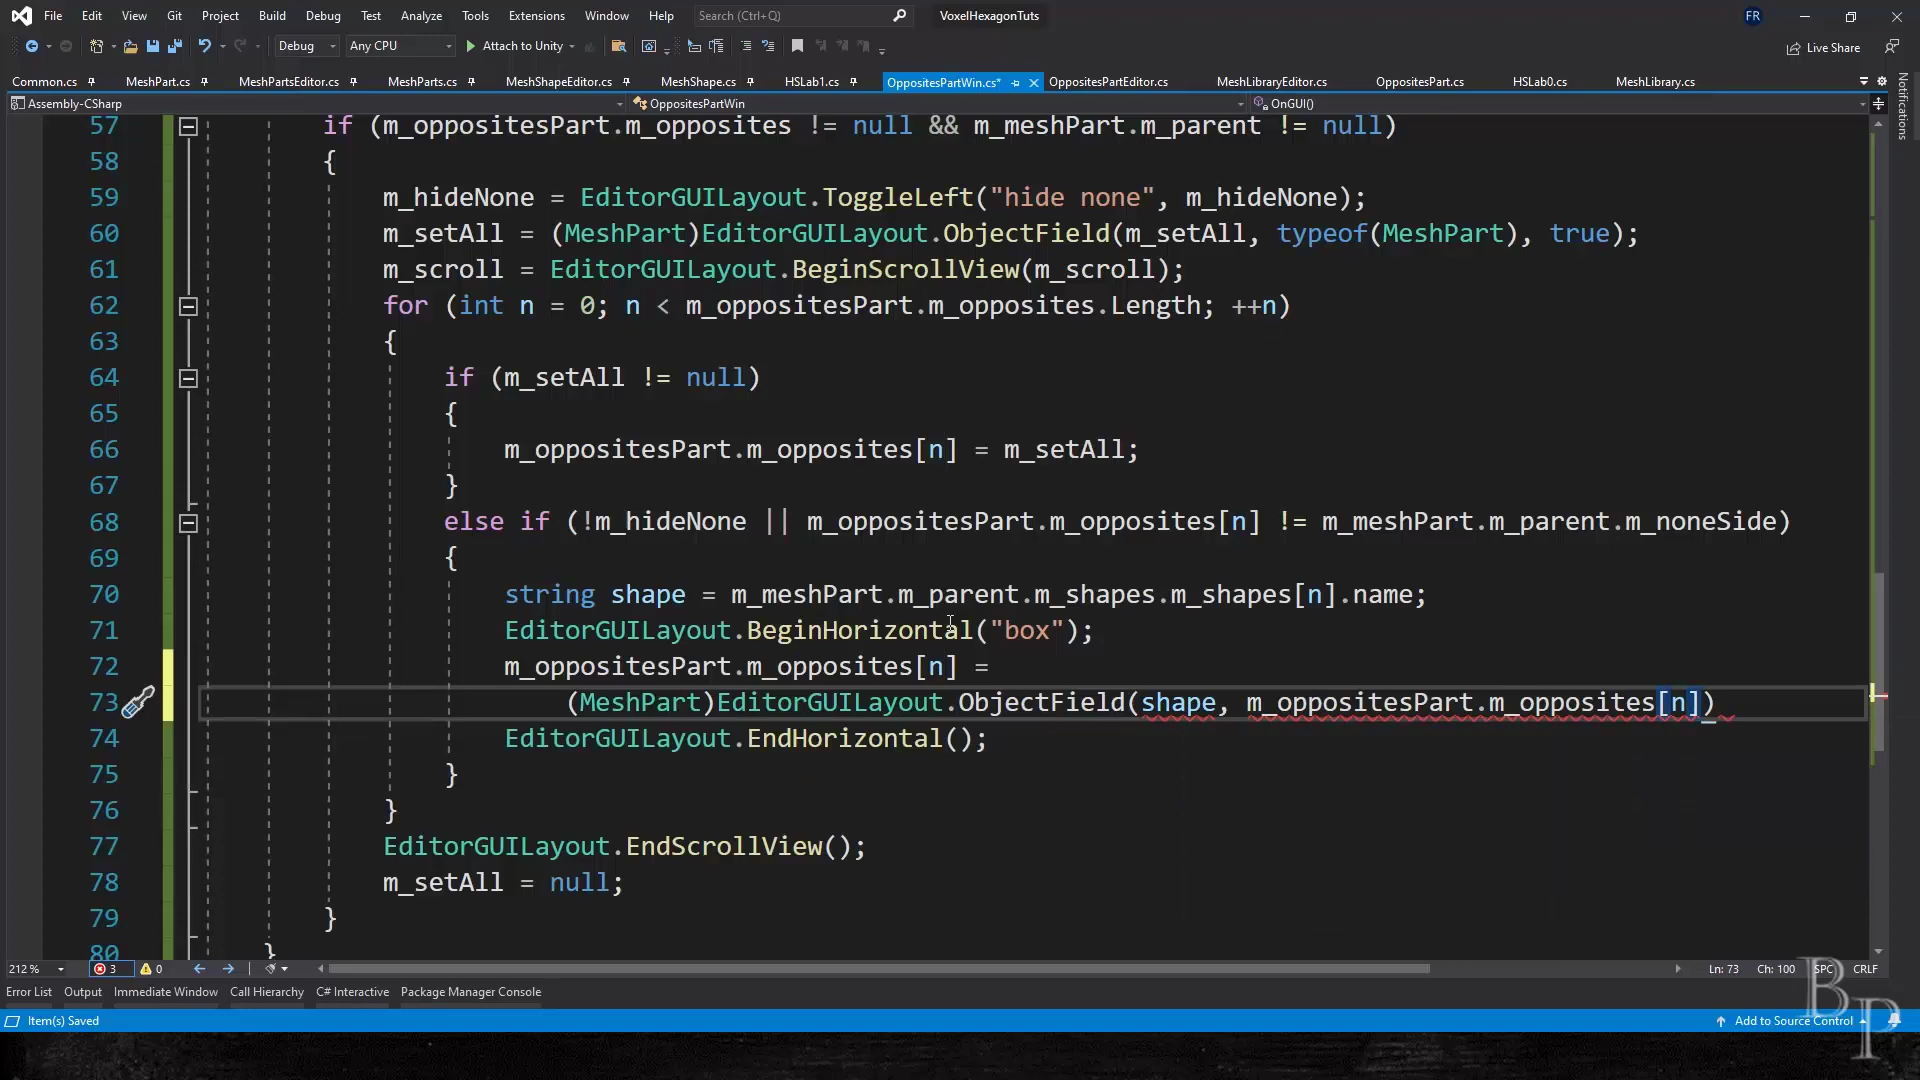 File Edit View Git Project Build Debug Test Analyze Tools Extensions Window Help Search (Ctrl+Q) VoxelHexagonTuts FR
Debug Any CPU Attach to Unity Live Share
Common.cs MeshPart.cs MeshPartsEditor.cs MeshParts.cs MeshShapeEditor.cs MeshShape.cs HSLab1.cs OppositesPartWin.cs* OppositesPartEditor.cs MeshLibraryEditor.cs OppositesPart.cs HSLab0.cs MeshLibrary.cs
Assembly-CSharp OppositesPartWin OnGUI()
Notifications
57 if (m_oppositesPart.m_opposites != null && m_meshPart.m_parent != null)
58 {
59 m_hideNone = EditorGUILayout.ToggleLeft("hide none", m_hideNone);
60 m_setAll = (MeshPart)EditorGUILayout.ObjectField(m_setAll, typeof(MeshPart), true);
61 m_scroll = EditorGUILayout.BeginScrollView(m_scroll);
62 for (int n = 0; n < m_oppositesPart.m_opposites.Length; ++n)
63 {
64 if (m_setAll != null)
65 {
66 m_oppositesPart.m_opposites[n] = m_setAll;
67 }
68 else if (!m_hideNone || m_oppositesPart.m_opposites[n] != m_meshPart.m_parent.m_noneSide)
69 {
70 string shape = m_meshPart.m_parent.m_shapes.m_shapes[n].name;
71 EditorGUILayout.BeginHorizontal("box");
72 m_oppositesPart.m_opposites[n] =
73 (MeshPart)EditorGUILayout.ObjectField(shape, m_oppositesPart.m_opposites[n])
74 EditorGUILayout.EndHorizontal();
75 }
76 }
77 EditorGUILayout.EndScrollView();
78 m_setAll = null;
79 }
80 }
212 % 3 0 Ln: 73 Ch: 100 SPC CRLF
Error List Output Immediate Window Call Hierarchy C# Interactive Package Manager Console
Item(s) Saved Add to Source Control
BP